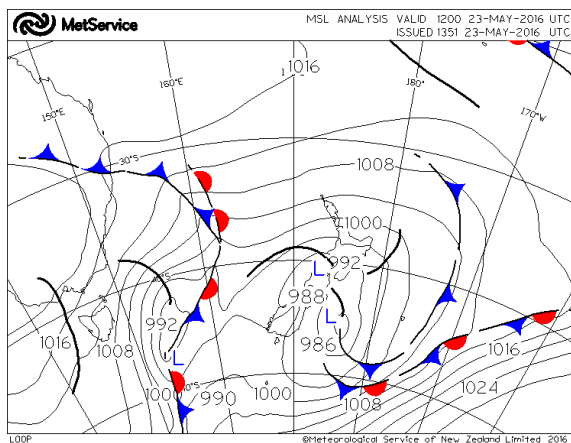 MetService
MSL ANALYSIS VALID 1200 23-MAY-2016 UTC
ISSUED 1351 23-MAY-2016 UTC
1016
180°
160°E
150°E
170°W
30°S
1008
1000
992
L
988
992
L
986
1016
1008
L
1016
1000
990
1008
1024
LOOP
©Meteorological Service of New Zealand Limited 2016